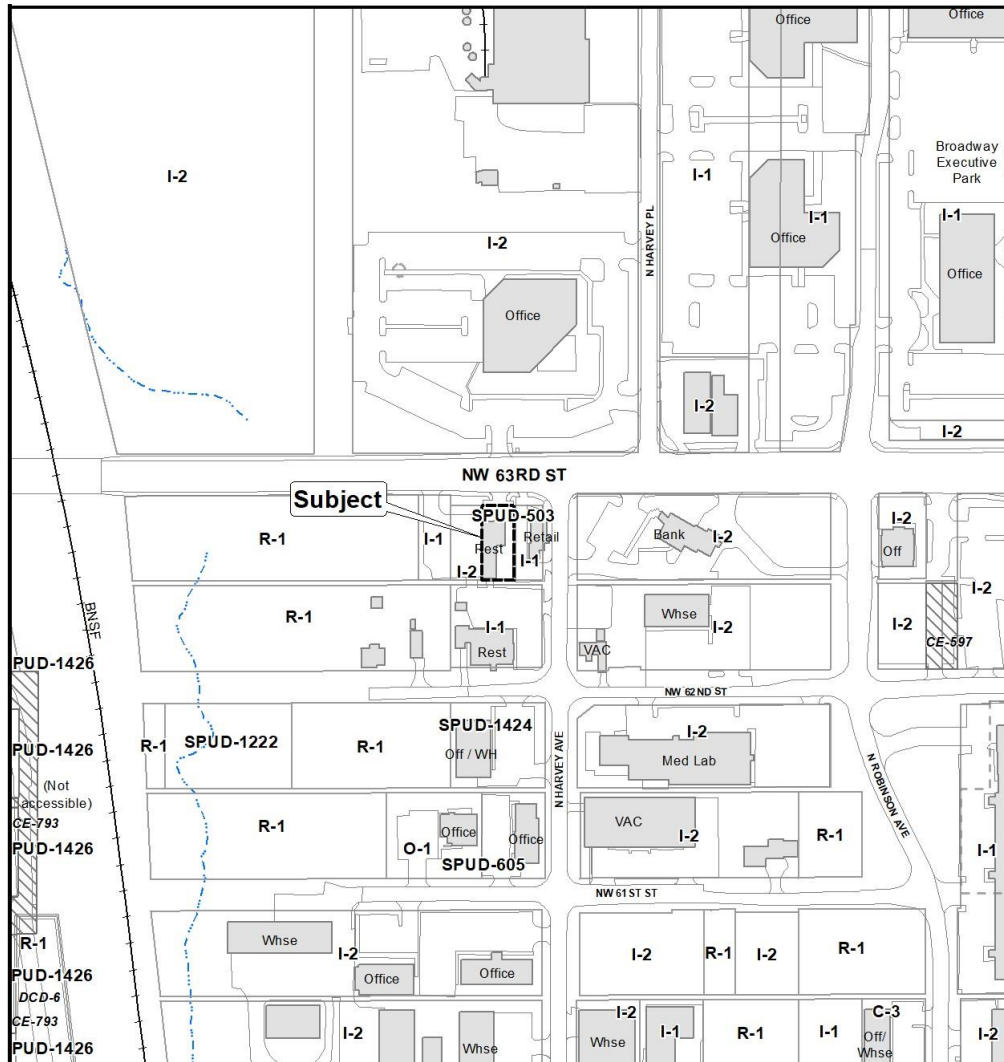 Office
Office
Broadway
Executive
Park
I-2
I-1
N HARVEY PL
I-1
I-1
I-2
Office
Office
Office
I-2
I-2
NW 63RD ST
Subject
SPUD-503
R-1
I-1
Rest
Retail
I-2
I-1
Bank
I-2
I-2
Off
I-2
BNSF
R-1
I-1
Rest
Whse
I-2
VAC
I-2
CE-597
PUD-1426
NW 62ND ST
R-1
SPUD-1222
R-1
SPUD-1424
Off / WH
N HARVEY AVE
I-2
Med Lab
N ROBINSON AVE
PUD-1426
(Not
accessible)
CE-793
PUD-1426
R-1
O-1
Office
Office
SPUD-605
VAC
I-2
R-1
I-1
NW 61ST ST
Whse
I-2
Office
Office
I-2
R-1
I-2
R-1
R-1
PUD-1426
DCD-6
CE-793
PUD-1426
I-2
Whse
I-2
Whse
I-1
R-1
I-1
C-3
Off/
Whse
I-2